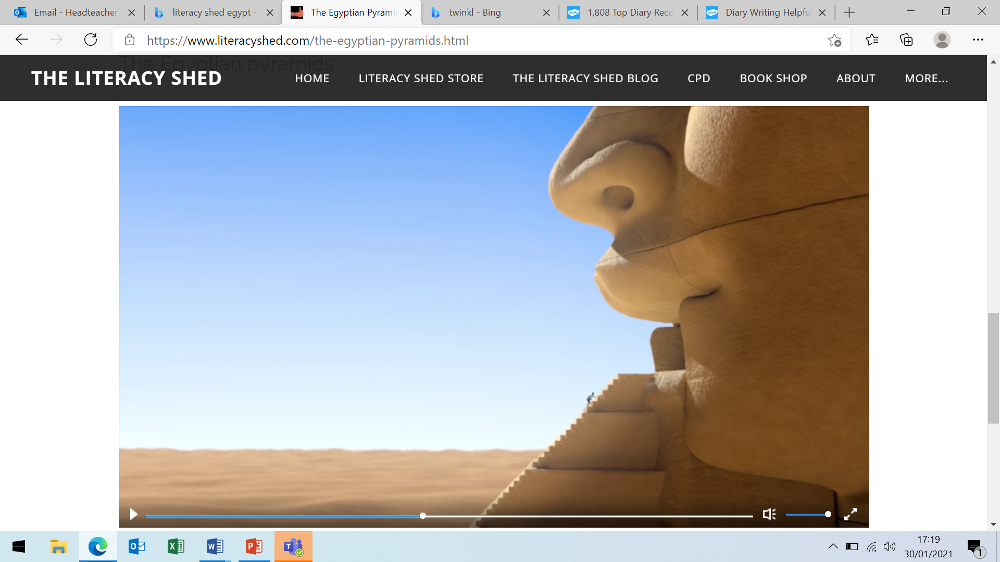 Email - Headteacher
literacy shed egypt -
The Egyptian Pyrami
twinkl - Bing
1,808 Top Diary Reco
Diary Writing Helpful
https://www.literacyshed.com/the-egyptian-pyramids.html
The Egyptian pyramids
THE LITERACY SHED
HOME
LITERACY SHED STORE
THE LITERACY SHED BLOG
CPD
BOOK SHOP
ABOUT
MORE...
17:19
30/01/2021
1